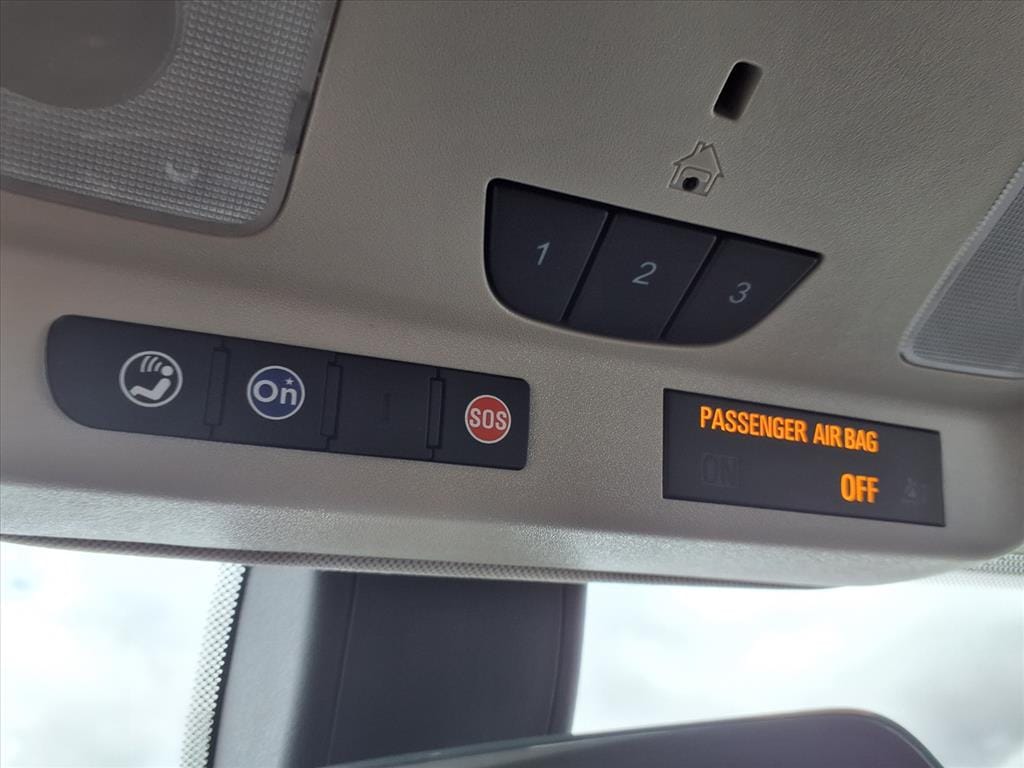 1 2 3
On
SOS
PASSENGER AIR BAG
ON OFF